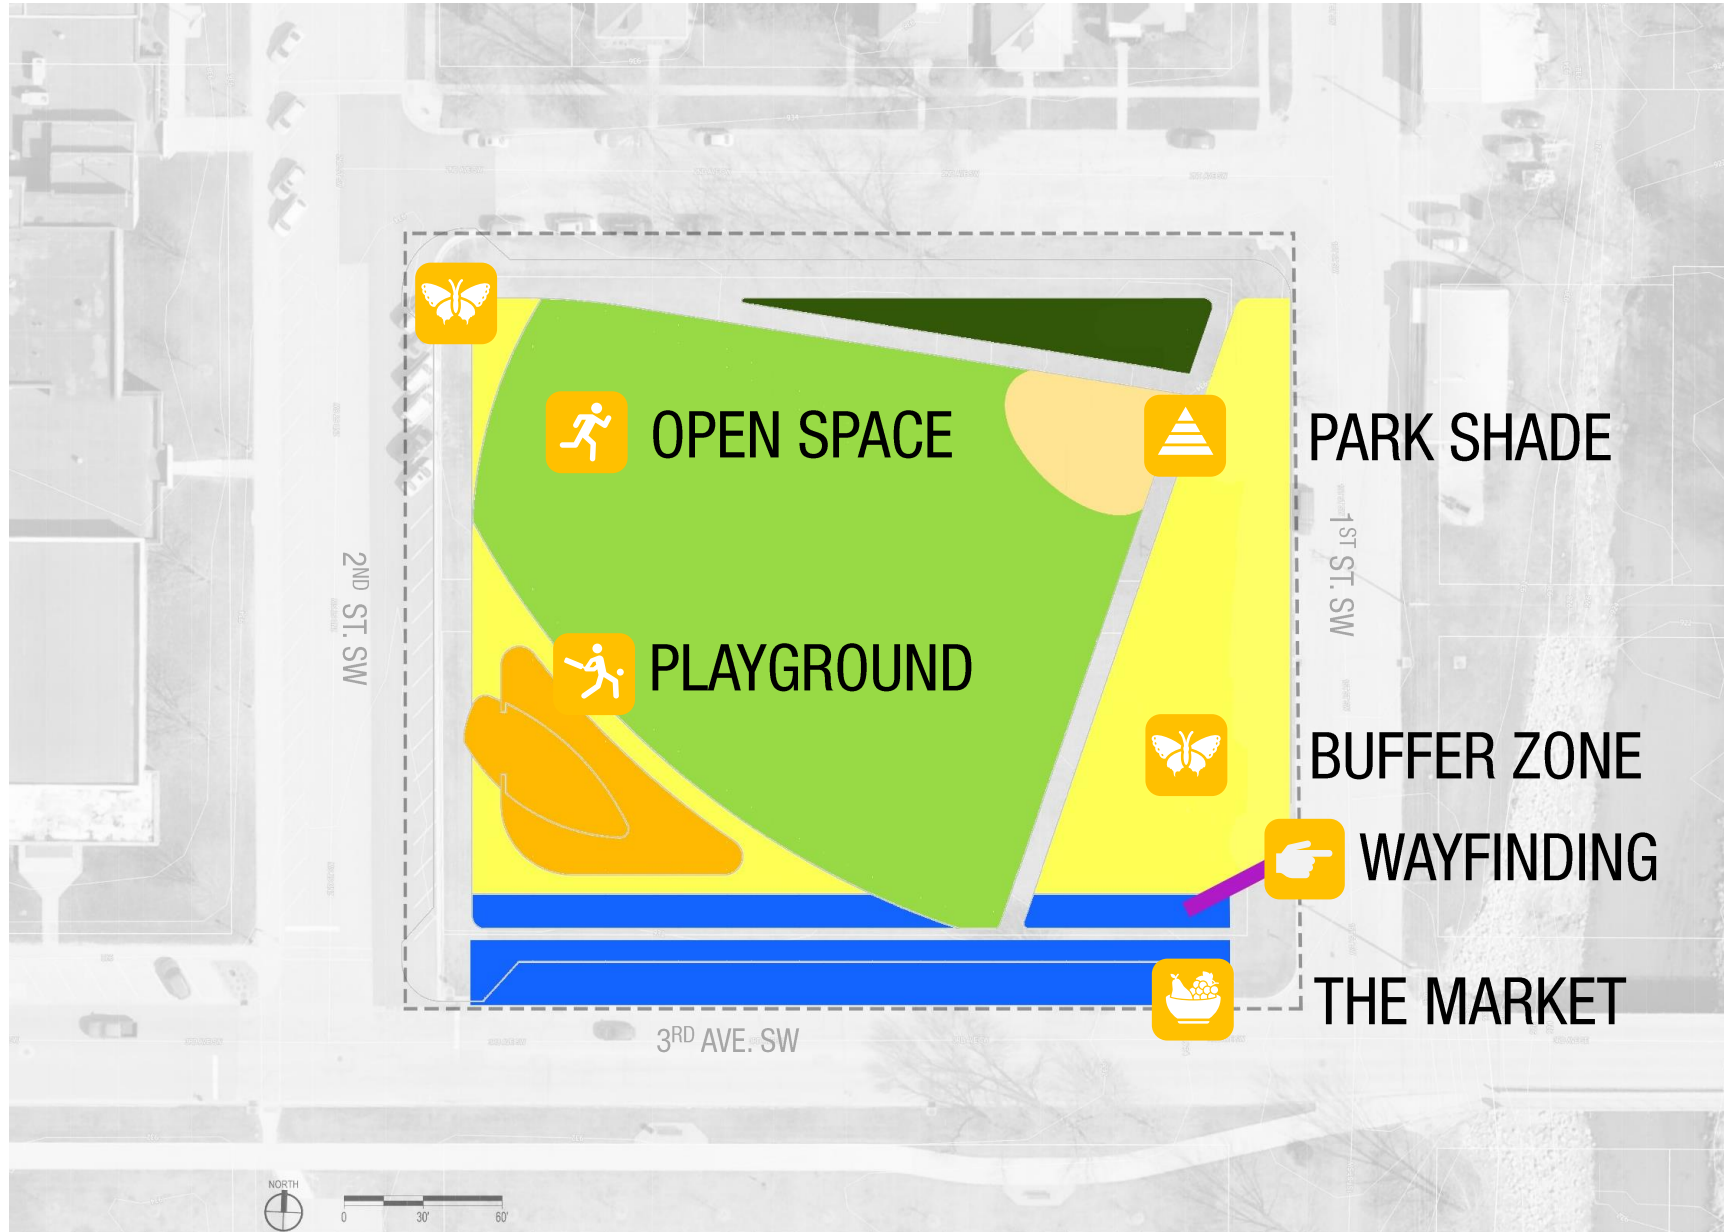 OPEN SPACE
PARK SHADE
2ND ST. SW
1ST ST. SW
PLAYGROUND
BUFFER ZONE
WAYFINDING
THE MARKET
3RD AVE. SW
NORTH
0 30' 60'